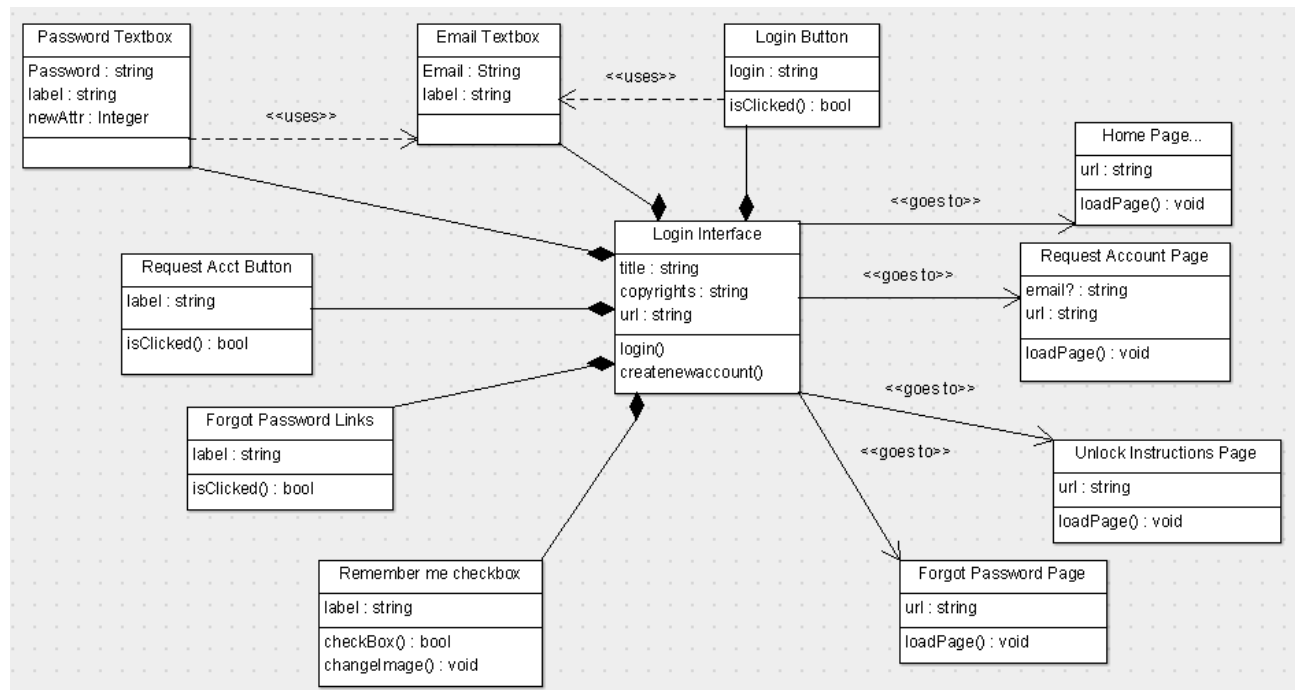 Password Textbox
Password : string
label : string
newAttr : Integer
<<uses>>
Email Textbox
Email : String
label : string
<<uses>>
Login Button
login : string
isClicked() : bool
Home Page...
url : string
loadPage() : void
<<goes to>>
Login Interface
title : string
copyrights : string
url : string
login()
createnewaccount()
<<goes to>>
Request Account Page
email? : string
url : string
loadPage() : void
Request Acct Button
label : string
isClicked() : bool
<<goes to>>
Forgot Password Links
label : string
isClicked() : bool
<<goes to>>
Unlock Instructions Page
url : string
loadPage() : void
Remember me checkbox
label : string
checkBox() : bool
changeImage() : void
Forgot Password Page
url : string
loadPage() : void